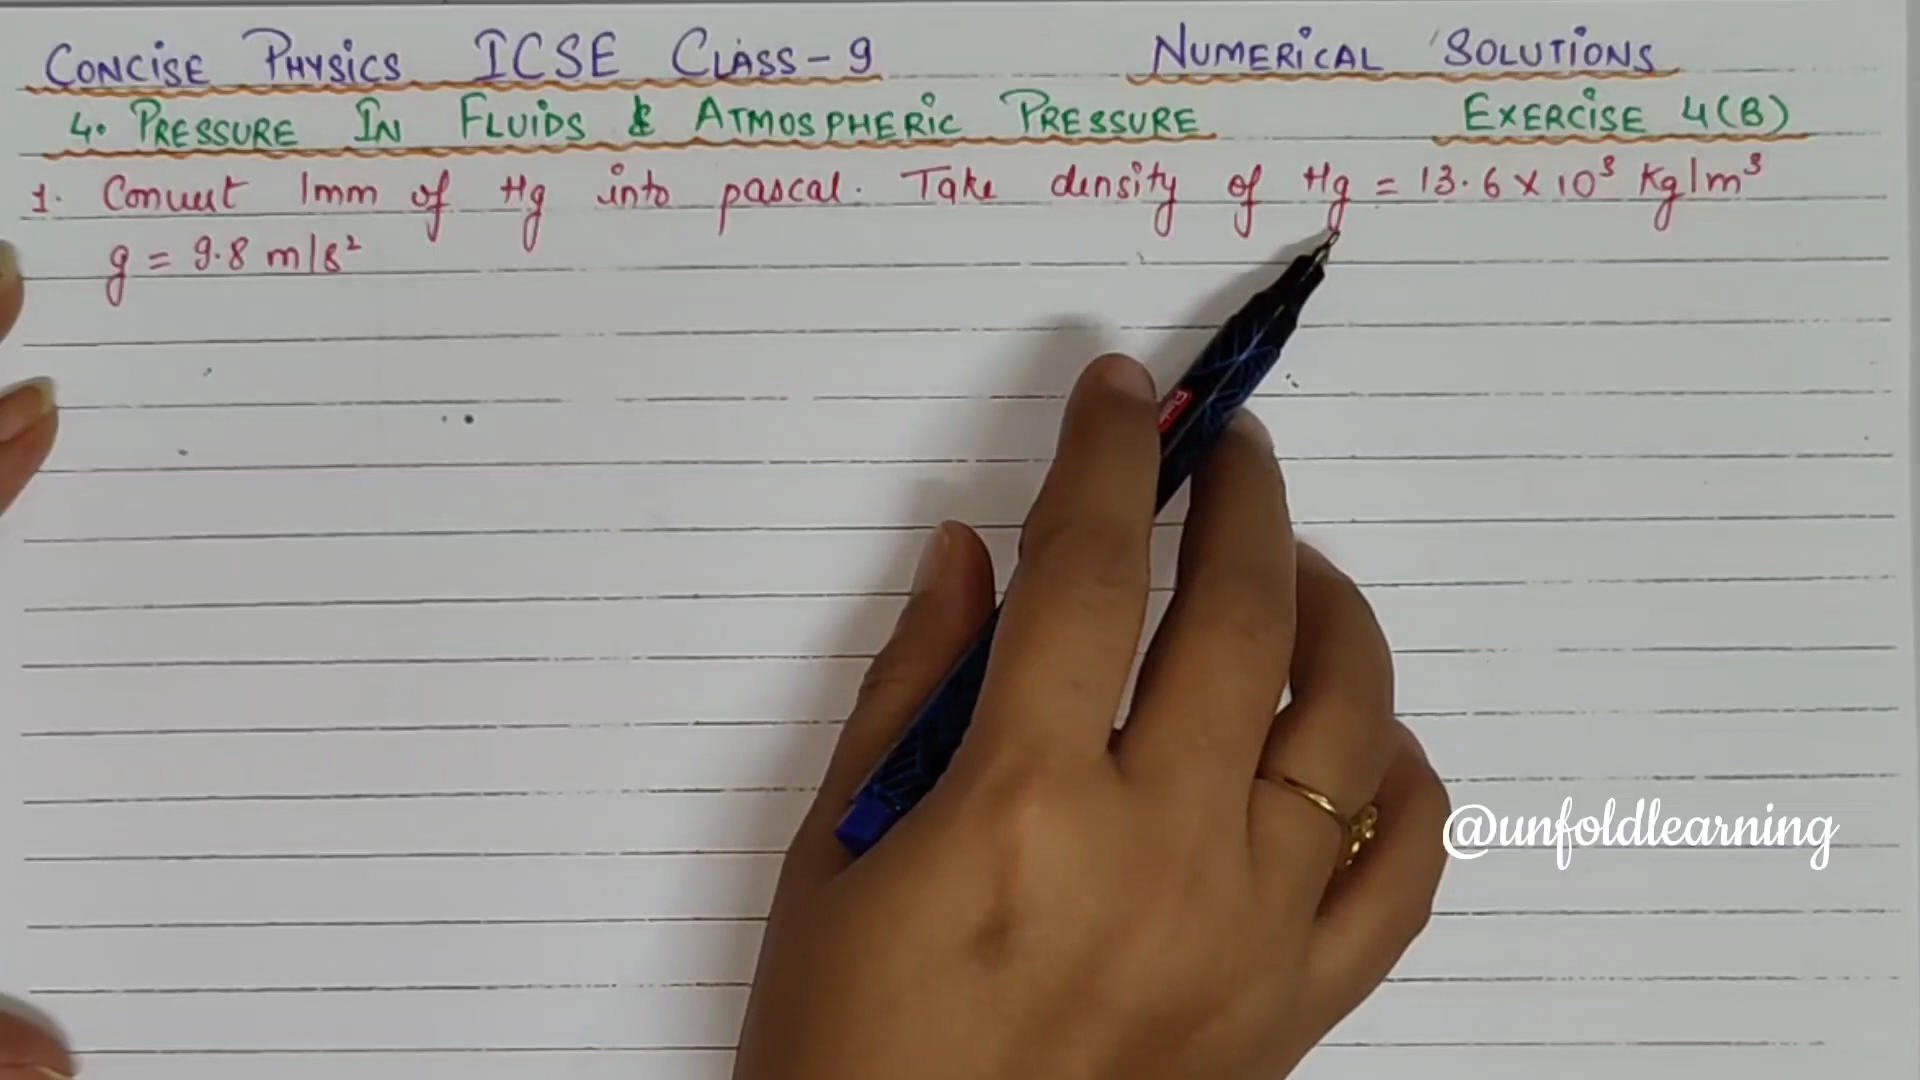 CONCISE PHYSICS ICSE CLASS-9 NUMERICAL SOLUTIONS
4. PRESSURE IN FLUIDS & ATMOSPHERIC PRESSURE EXERCISE 4(B)
1. Convert 1mm of Hg into pascal. Take density of Hg = 13.6 x 10³ Kg/m³
g = 9.8 m/s²
@unfoldlearning